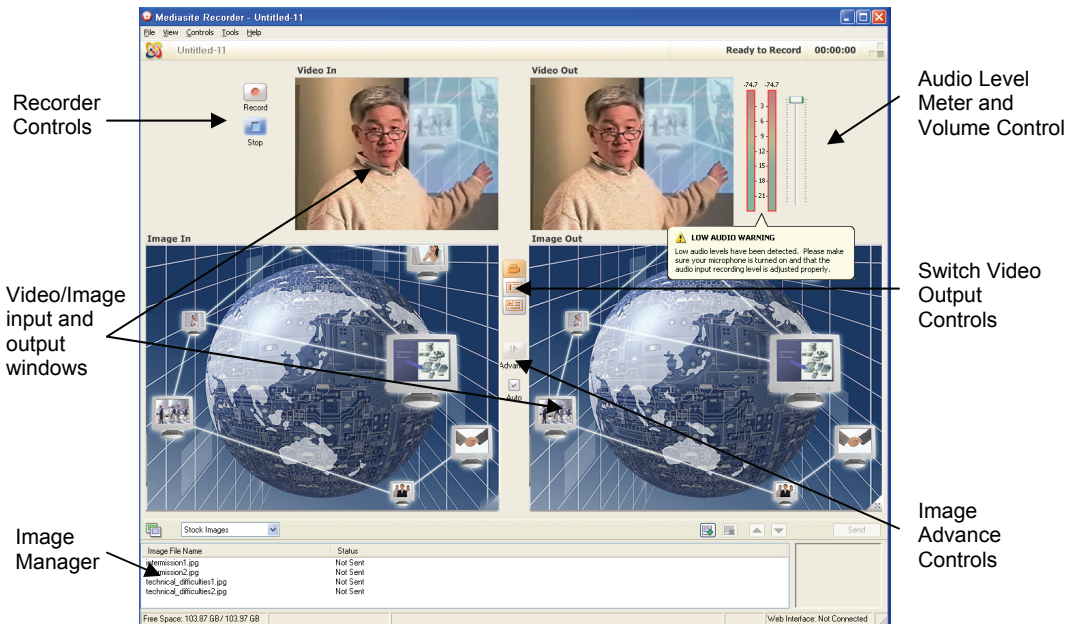 Mediasite Recorder - Untitled-11
File View Controls Tools Help
Untitled-11
Ready to Record 00:00:00
Video In
Video Out
Record
Stop
-74.7 -74.7
3
6
9
12
15
18
21
Recorder
Controls
Audio Level
Meter and
Volume Control
Image In
Image Out
LOW AUDIO WARNING
Low audio levels have been detected. Please make
sure your microphone is turned on and that the
audio input recording level is adjusted properly.
Video/Image
input and
output
windows
Switch Video
Output
Controls
Advance
Auto
Image
Advance
Controls
Image
Manager
Stock Images
Send
Image File Name Status
intermission1.jpg Not Sent
intermission2.jpg Not Sent
technical_difficulties1.jpg Not Sent
technical_difficulties2.jpg Not Sent
Free Space: 103.87 GB/ 103.97 GB
Web Interface: Not Connected